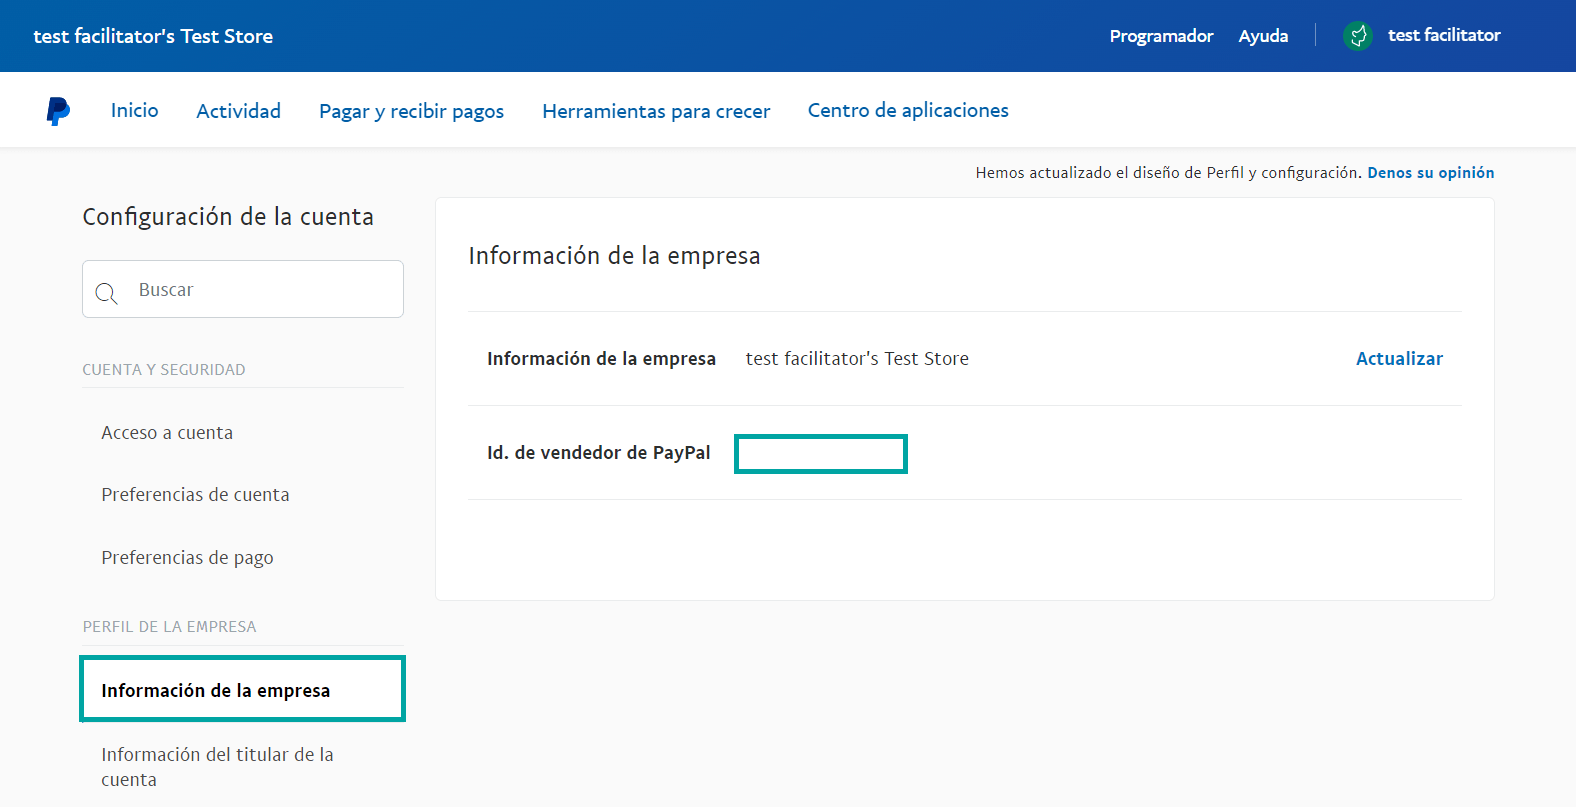 test facilitator's Test Store
Programador
Ayuda
test facilitator
Inicio
Actividad
Pagar y recibir pagos
Herramientas para crecer
Centro de aplicaciones
Hemos actualizado el diseño de Perfil y configuración. Denos su opinión
Configuración de la cuenta
Buscar
CUENTA Y SEGURIDAD
Acceso a cuenta
Preferencias de cuenta
Preferencias de pago
PERFIL DE LA EMPRESA
Información de la empresa
Información del titular de la
cuenta
Información de la empresa
Información de la empresa
test facilitator's Test Store
Actualizar
Id. de vendedor de PayPal